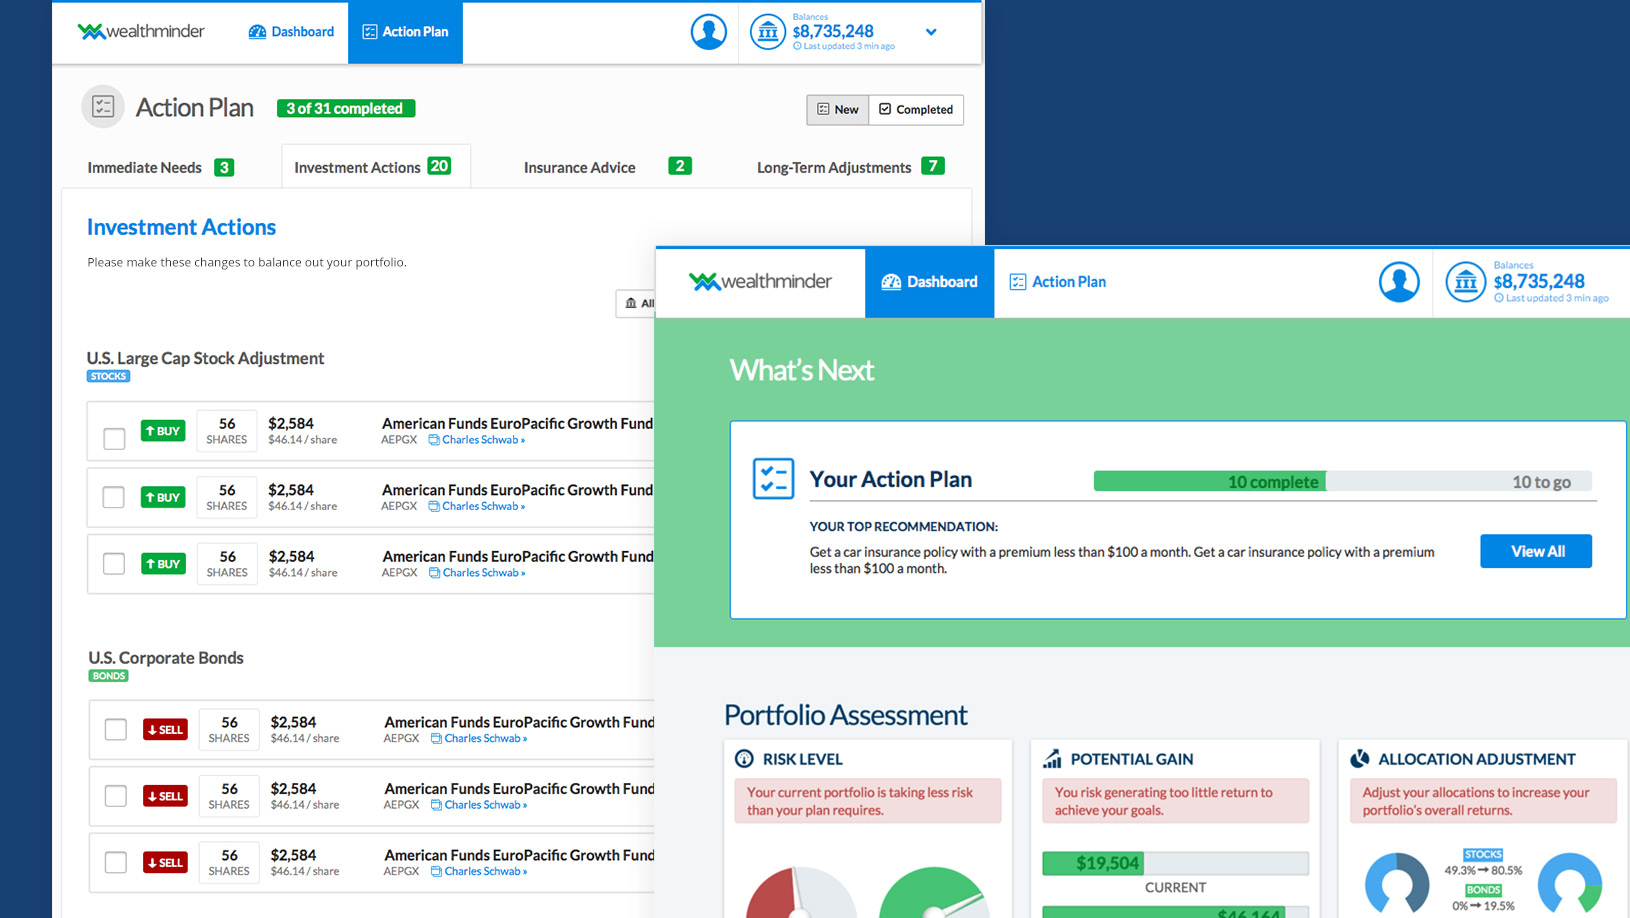 wealthminder
Dashboard
Action Plan
Balances
$8,735,248
Last updated 3 min ago
Action Plan
3 of 31 completed
New
Completed
Immediate Needs 3
Investment Actions 20
Insurance Advice 2
Long-Term Adjustments 7
Investment Actions
Please make these changes to balance out your portfolio.
All
U.S. Large Cap Stock Adjustment
STOCKS
BUY
56
SHARES
$2,584
$46.14 / share
American Funds EuroPacific Growth Fund
AEPGX Charles Schwab »
BUY
56
SHARES
$2,584
$46.14 / share
American Funds EuroPacific Growth Fund
AEPGX Charles Schwab »
BUY
56
SHARES
$2,584
$46.14 / share
American Funds EuroPacific Growth Fund
AEPGX Charles Schwab »
U.S. Corporate Bonds
BONDS
SELL
56
SHARES
$2,584
$46.14 / share
American Funds EuroPacific Growth Fund
AEPGX Charles Schwab »
SELL
56
SHARES
$2,584
$46.14 / share
American Funds EuroPacific Growth Fund
AEPGX Charles Schwab »
SELL
56
SHARES
$2,584
$46.14 / share
American Funds EuroPacific Growth Fund
AEPGX Charles Schwab »
wealthminder
Dashboard
Action Plan
Balances
$8,735,248
Last updated 3 min ago
What's Next
Your Action Plan
10 complete
10 to go
YOUR TOP RECOMMENDATION:
Get a car insurance policy with a premium less than $100 a month. Get a car insurance policy with a premium
less than $100 a month.
View All
Portfolio Assessment
RISK LEVEL
Your current portfolio is taking less risk
than your plan requires.
POTENTIAL GAIN
You risk generating too little return to
achieve your goals.
$19,504
CURRENT
$46,164
ALLOCATION ADJUSTMENT
Adjust your allocations to increase your
portfolio's overall returns.
STOCKS
49.3% → 80.5%
BONDS
0% → 19.5%